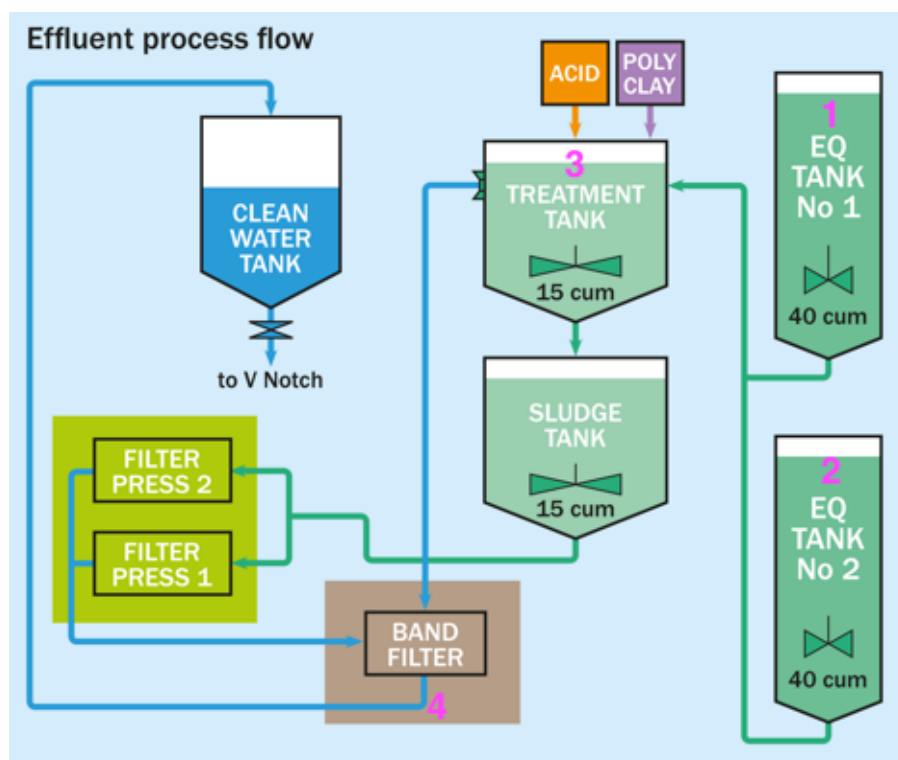 Effluent process flow
ACID
POLY
CLAY
1
EQ
TANK
No 1
40 cum
3
TREATMENT
TANK
15 cum
CLEAN
WATER
TANK
to V Notch
SLUDGE
TANK
15 cum
2
EQ
TANK
No 2
40 cum
FILTER
PRESS 2
FILTER
PRESS 1
BAND
FILTER
4